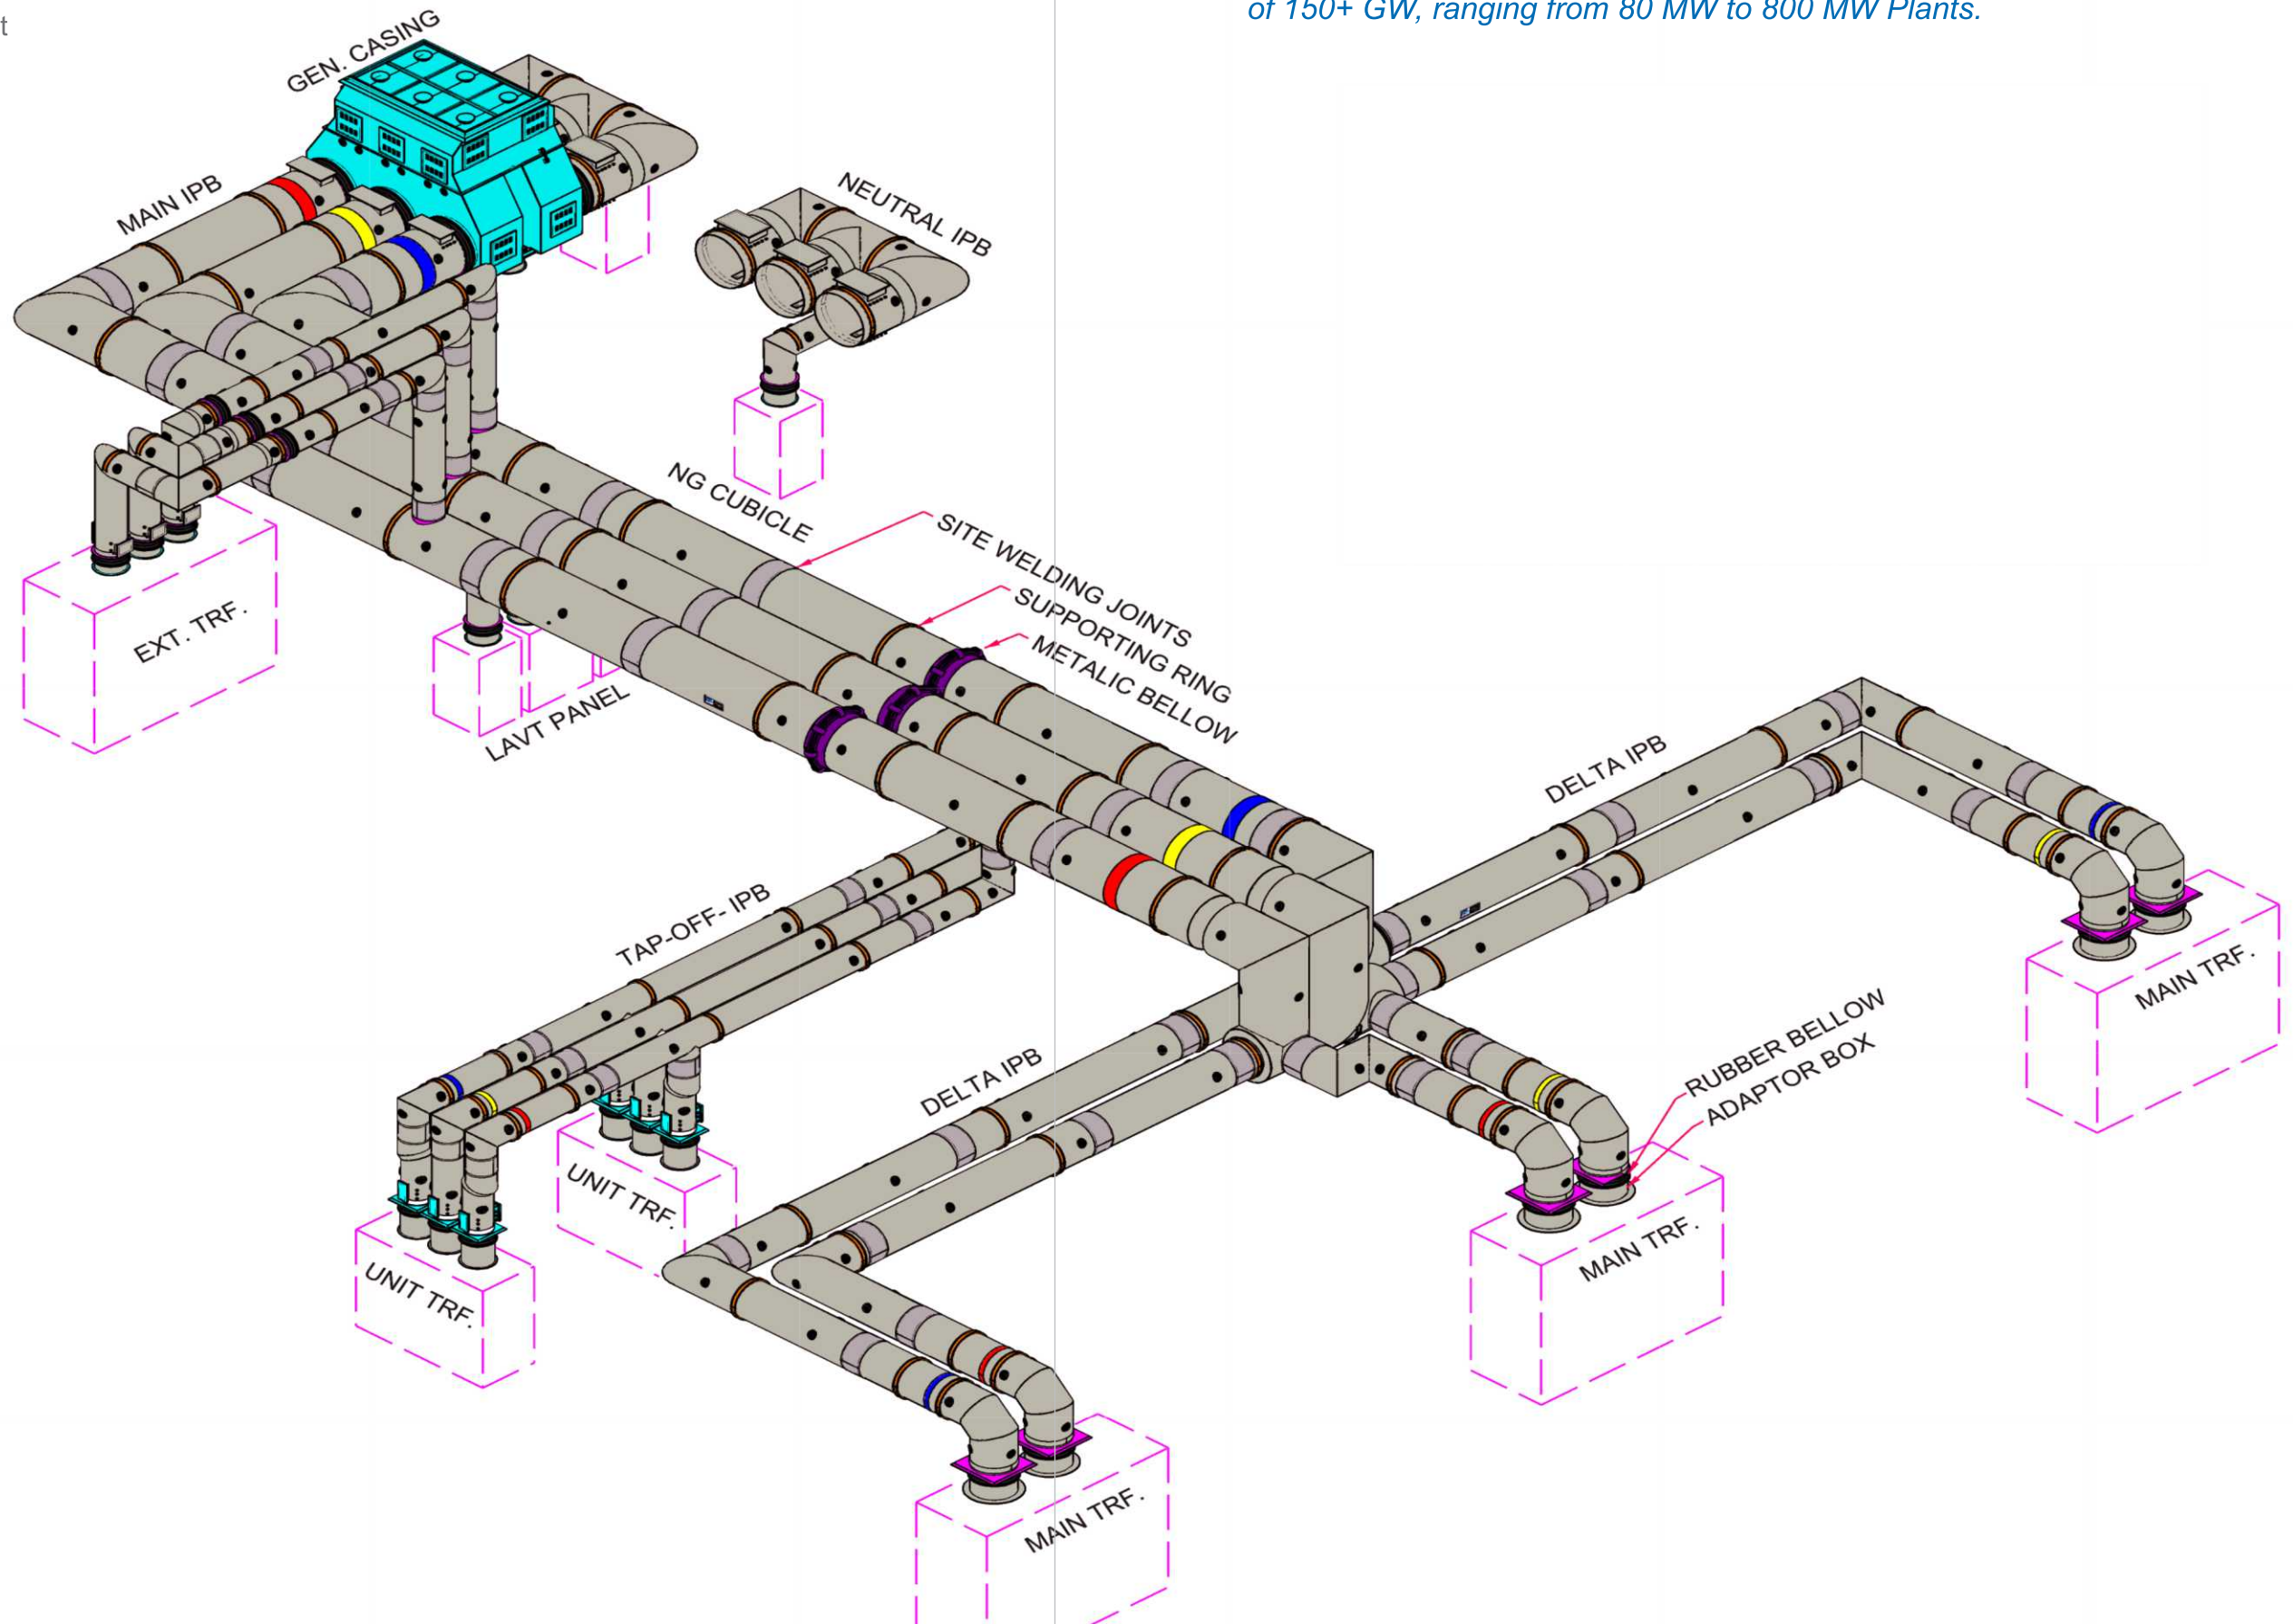 t
of 150+ GW, ranging from 80 MW to 800 MW Plants.
GEN. CASING
MAIN IPB
NEUTRAL IPB
NG CUBICLE
SITE WELDING JOINTS
SUPPORTING RING
METALIC BELLOW
EXT. TRF.
LAVT PANEL
DELTA IPB
TAP-OFF- IPB
MAIN TRF.
RUBBER BELLOW
ADAPTOR BOX
DELTA IPB
UNIT TRF.
MAIN TRF.
UNIT TRF.
MAIN TRF.